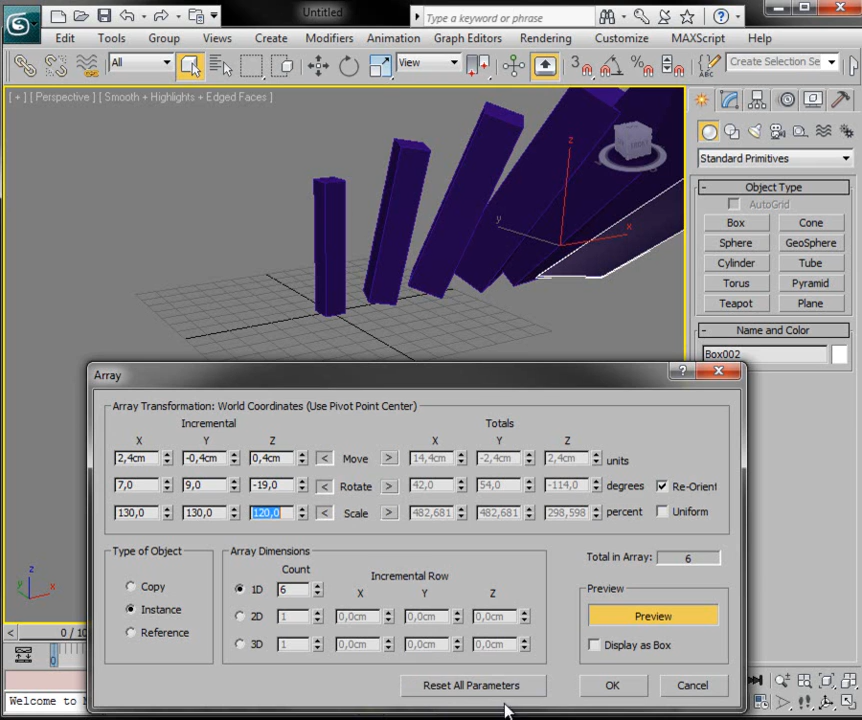 Untitled
Type a keyword or phrase
Edit Tools Group Views Create Modifiers Animation Graph Editors Rendering Customize MAXScript Help
All View 3 ABC Create Selection Se
[ + ] [ Perspective ] [ Smooth + Highlights + Edged Faces ]
Standard Primitives
z
y
x
- Object Type
AutoGrid
Box Cone
Sphere GeoSphere
Cylinder Tube
Torus Pyramid
Teapot Plane
- Name and Color
Box002
Array
Array Transformation: World Coordinates (Use Pivot Point Center)
Incremental Totals
X Y Z X Y Z
2,4cm -0,4cm 0,4cm < Move > 14,4cm -2,4cm 2,4cm units
7,0 9,0 -19,0 < Rotate > 42,0 54,0 -114,0 degrees Re-Orient
130,0 130,0 120,0 < Scale > 482,681 482,681 298,598 percent Uniform
Type of Object
Copy
Instance
Reference
Array Dimensions
Count Incremental Row
X Y Z
1D 6
2D 1 0,0cm 0,0cm 0,0cm
3D 1 0,0cm 0,0cm 0,0cm
Total in Array: 6
Preview
Preview
Display as Box
Reset All Parameters OK Cancel
z
y
x
< 0 / 10
0
Welcome to M